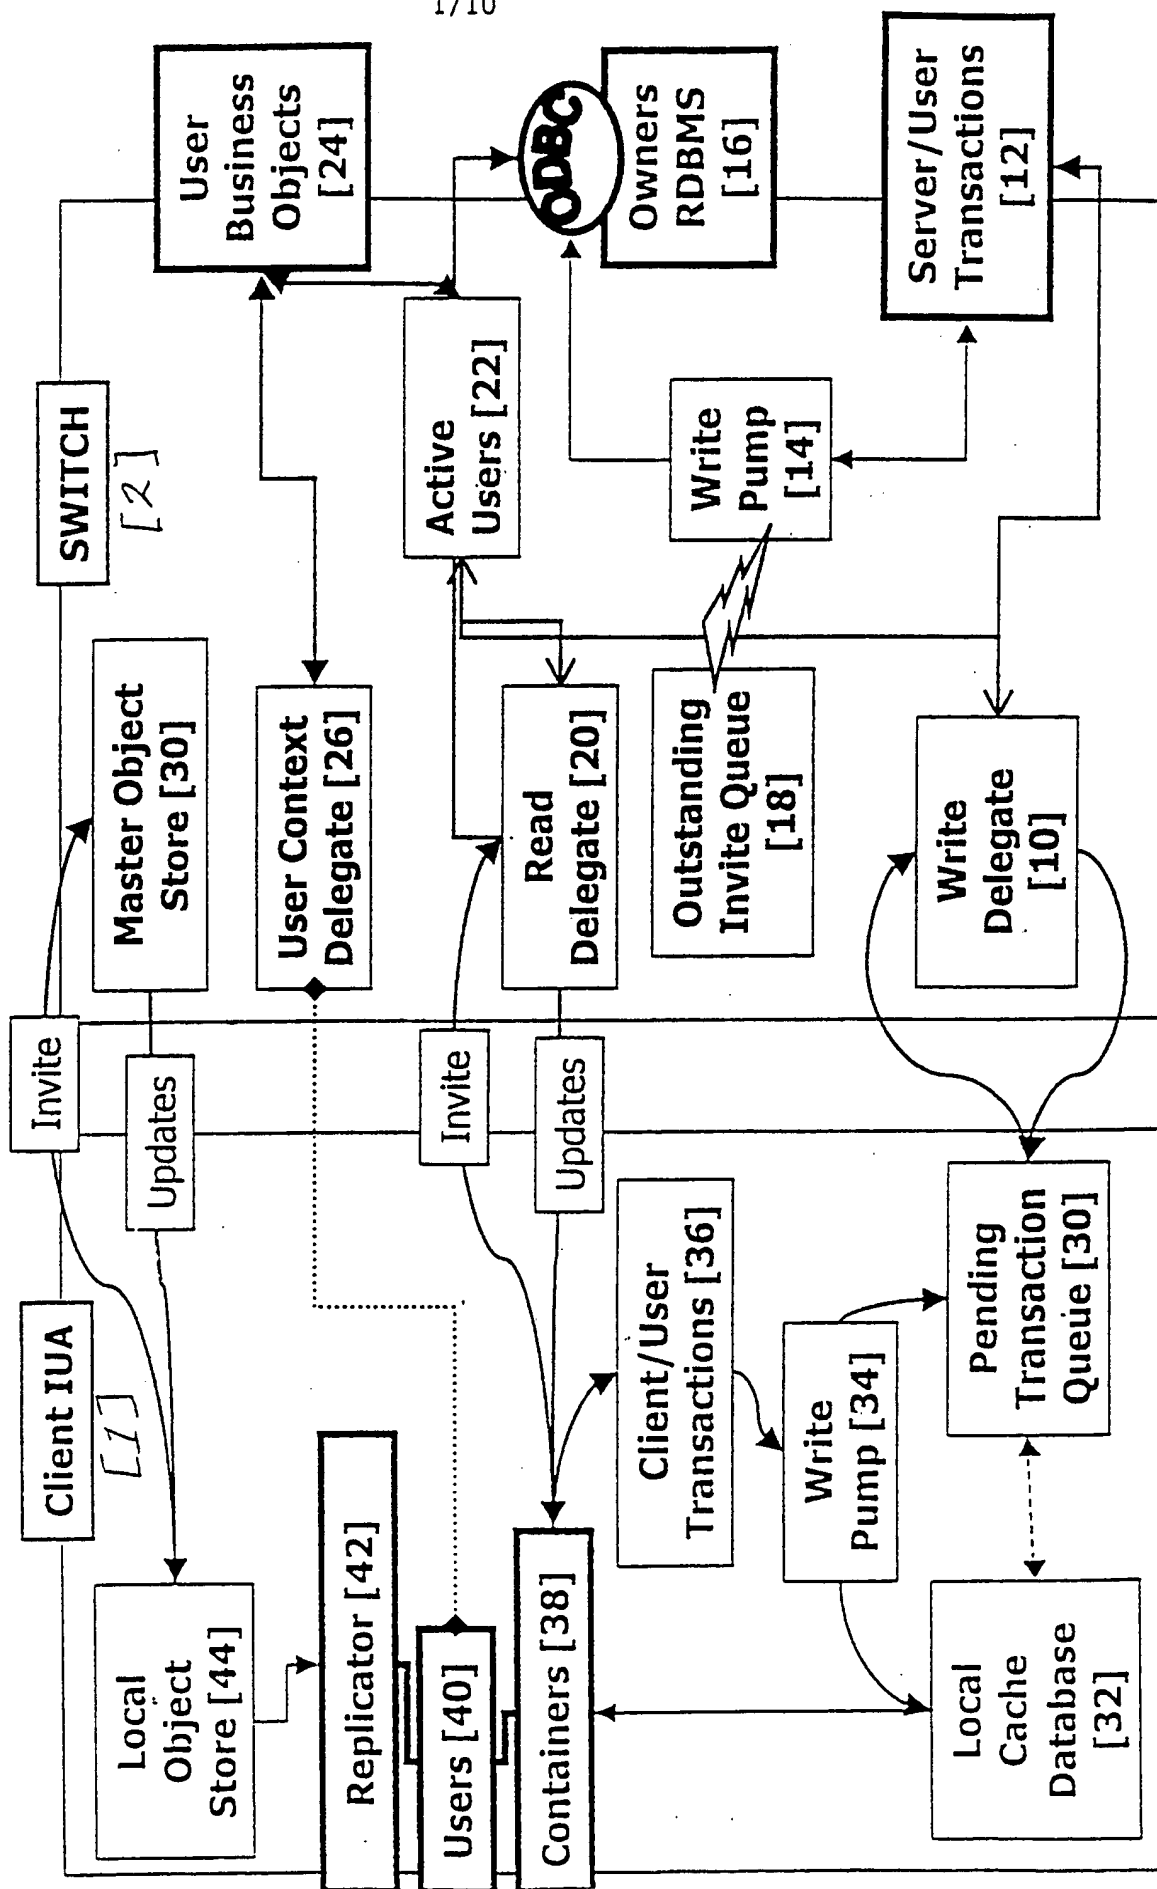 1/10
Client IUA
[1]
SWITCH
[2]
Invite
Updates
Local
Object
Store [44]
Master Object
Store [30]
User
Business
Objects
[24]
Replicator [42]
User Context
Delegate [26]
Users [40]
Active
Users [22]
Containers [38]
Invite
Updates
Read
Delegate [20]
ODBC
Owners
RDBMS
[16]
Client/User
Transactions [36]
Outstanding
Invite Queue
[18]
Write
Pump
[14]
Write
Pump [34]
Local
Cache
Database
[32]
Pending
Transaction
Queue [30]
Write
Delegate
[10]
Server/User
Transactions
[12]